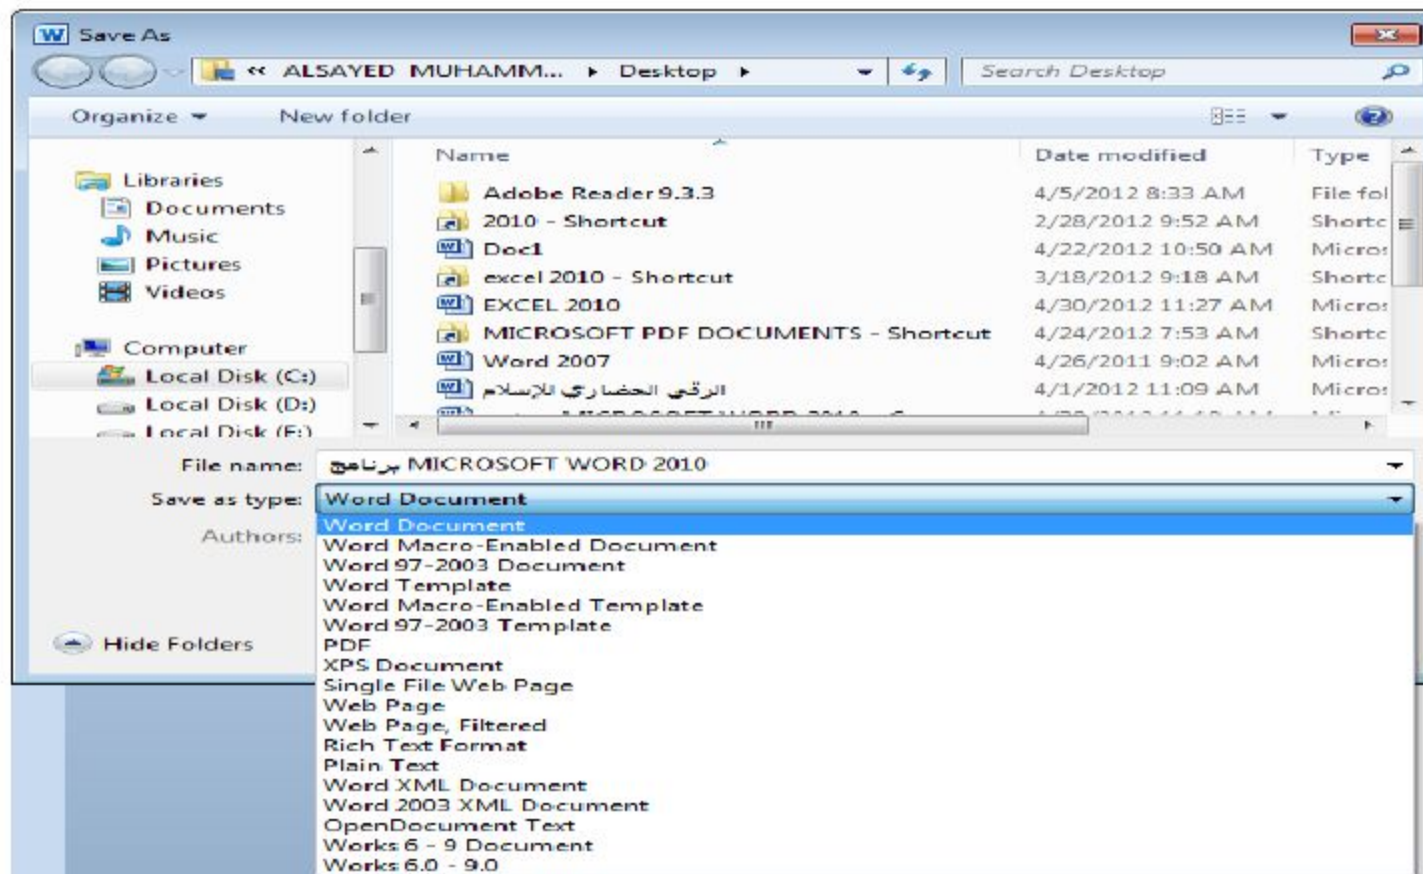 Save As
« ALSAYED MUHAMM... ▸ Desktop ▸ Search Desktop
Organize ▾ New folder
Name Date modified Type
Libraries
Documents
Music
Pictures
Videos
Computer
Local Disk (C:)
Local Disk (D:)
Local Disk (E:)
Adobe Reader 9.3.3 4/5/2012 8:33 AM File fol
2010 - Shortcut 2/28/2012 9:52 AM Shortc
Doc1 4/22/2012 10:50 AM Micros
excel 2010 - Shortcut 3/18/2012 9:18 AM Shortc
EXCEL 2010 4/30/2012 11:27 AM Micros
MICROSOFT PDF DOCUMENTS - Shortcut 4/24/2012 7:53 AM Shortc
Word 2007 4/26/2011 9:02 AM Micros
الرقي الحضاري للإسلام 4/1/2012 11:09 AM Micros
MICROSOFT WORD 2010
File name: برنامج MICROSOFT WORD 2010
Save as type: Word Document
Authors:
Word Document
Word Macro-Enabled Document
Word 97-2003 Document
Word Template
Word Macro-Enabled Template
Word 97-2003 Template
Hide Folders
PDF
XPS Document
Single File Web Page
Web Page
Web Page, Filtered
Rich Text Format
Plain Text
Word XML Document
Word 2003 XML Document
OpenDocument Text
Works 6 - 9 Document
Works 6.0 - 9.0